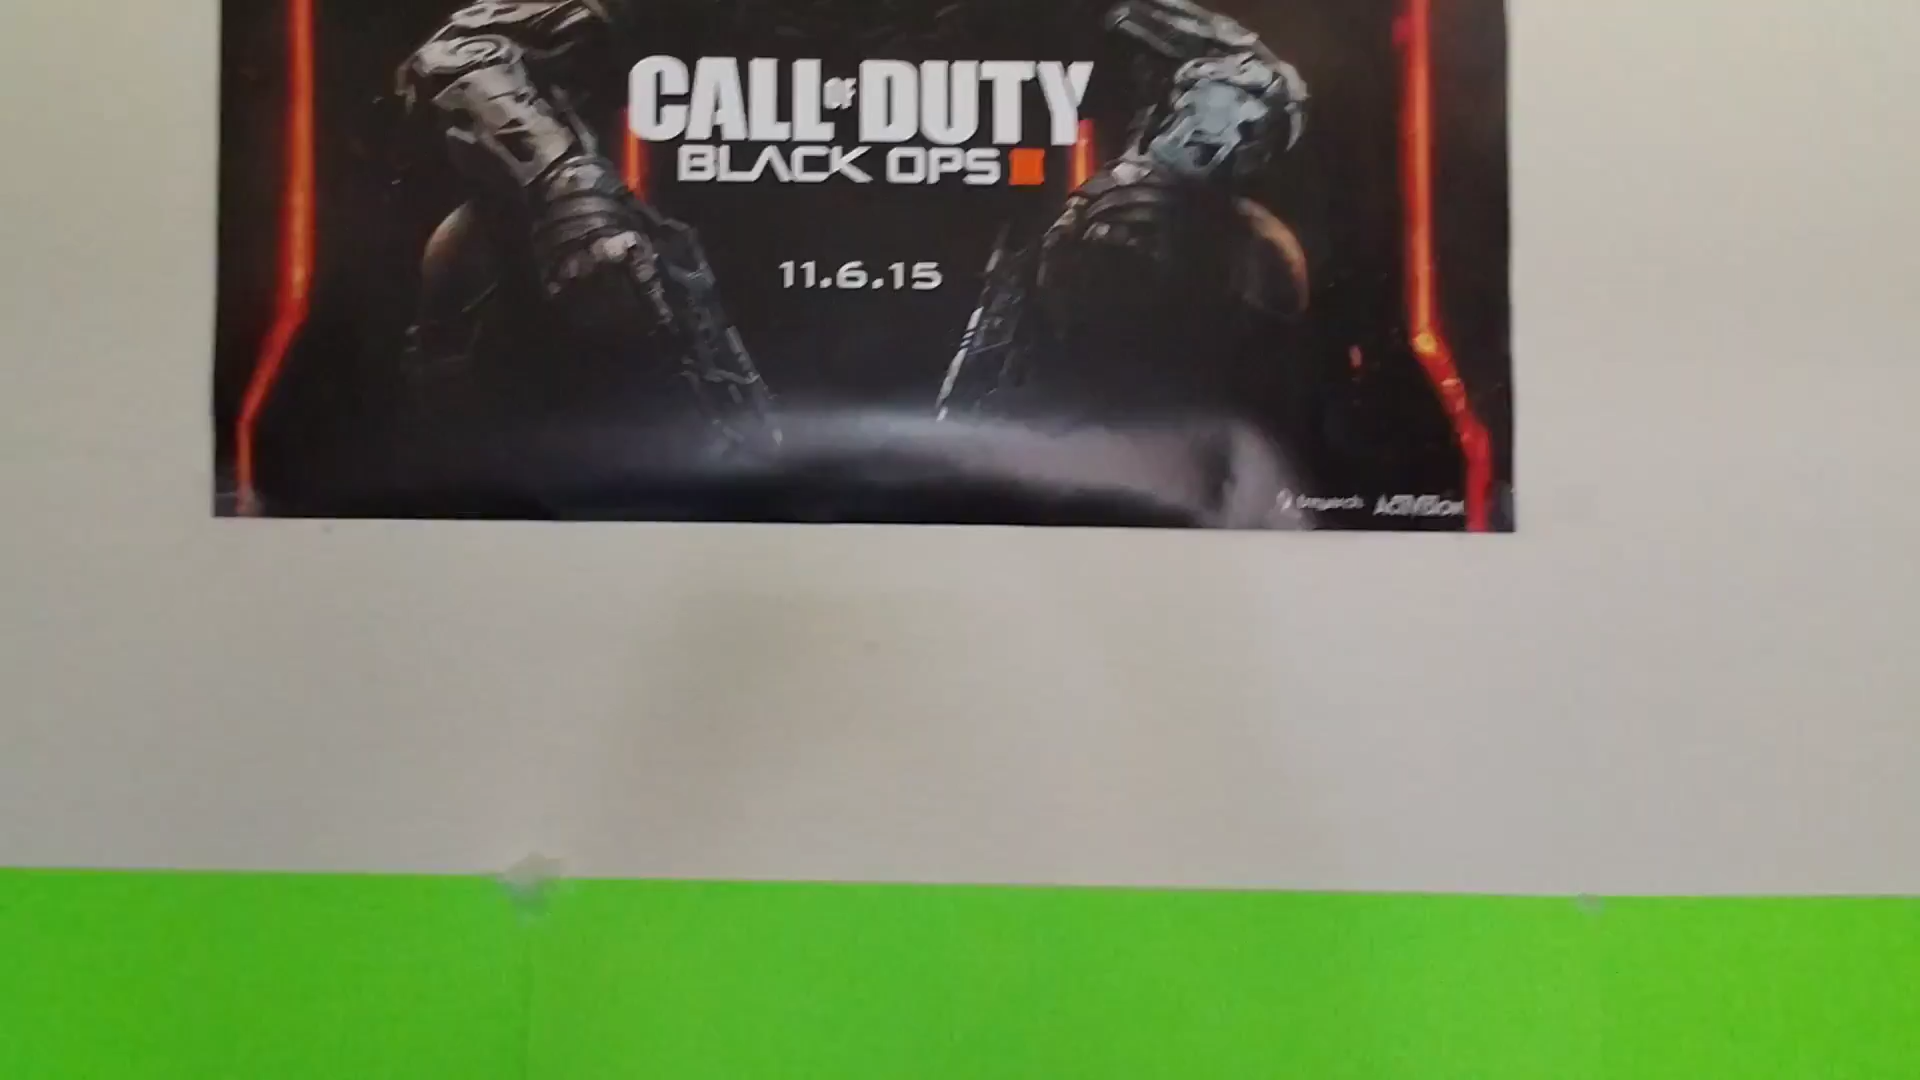 CALL OF DUTY
BLACK OPS III
11.6.15
ACTIVISION